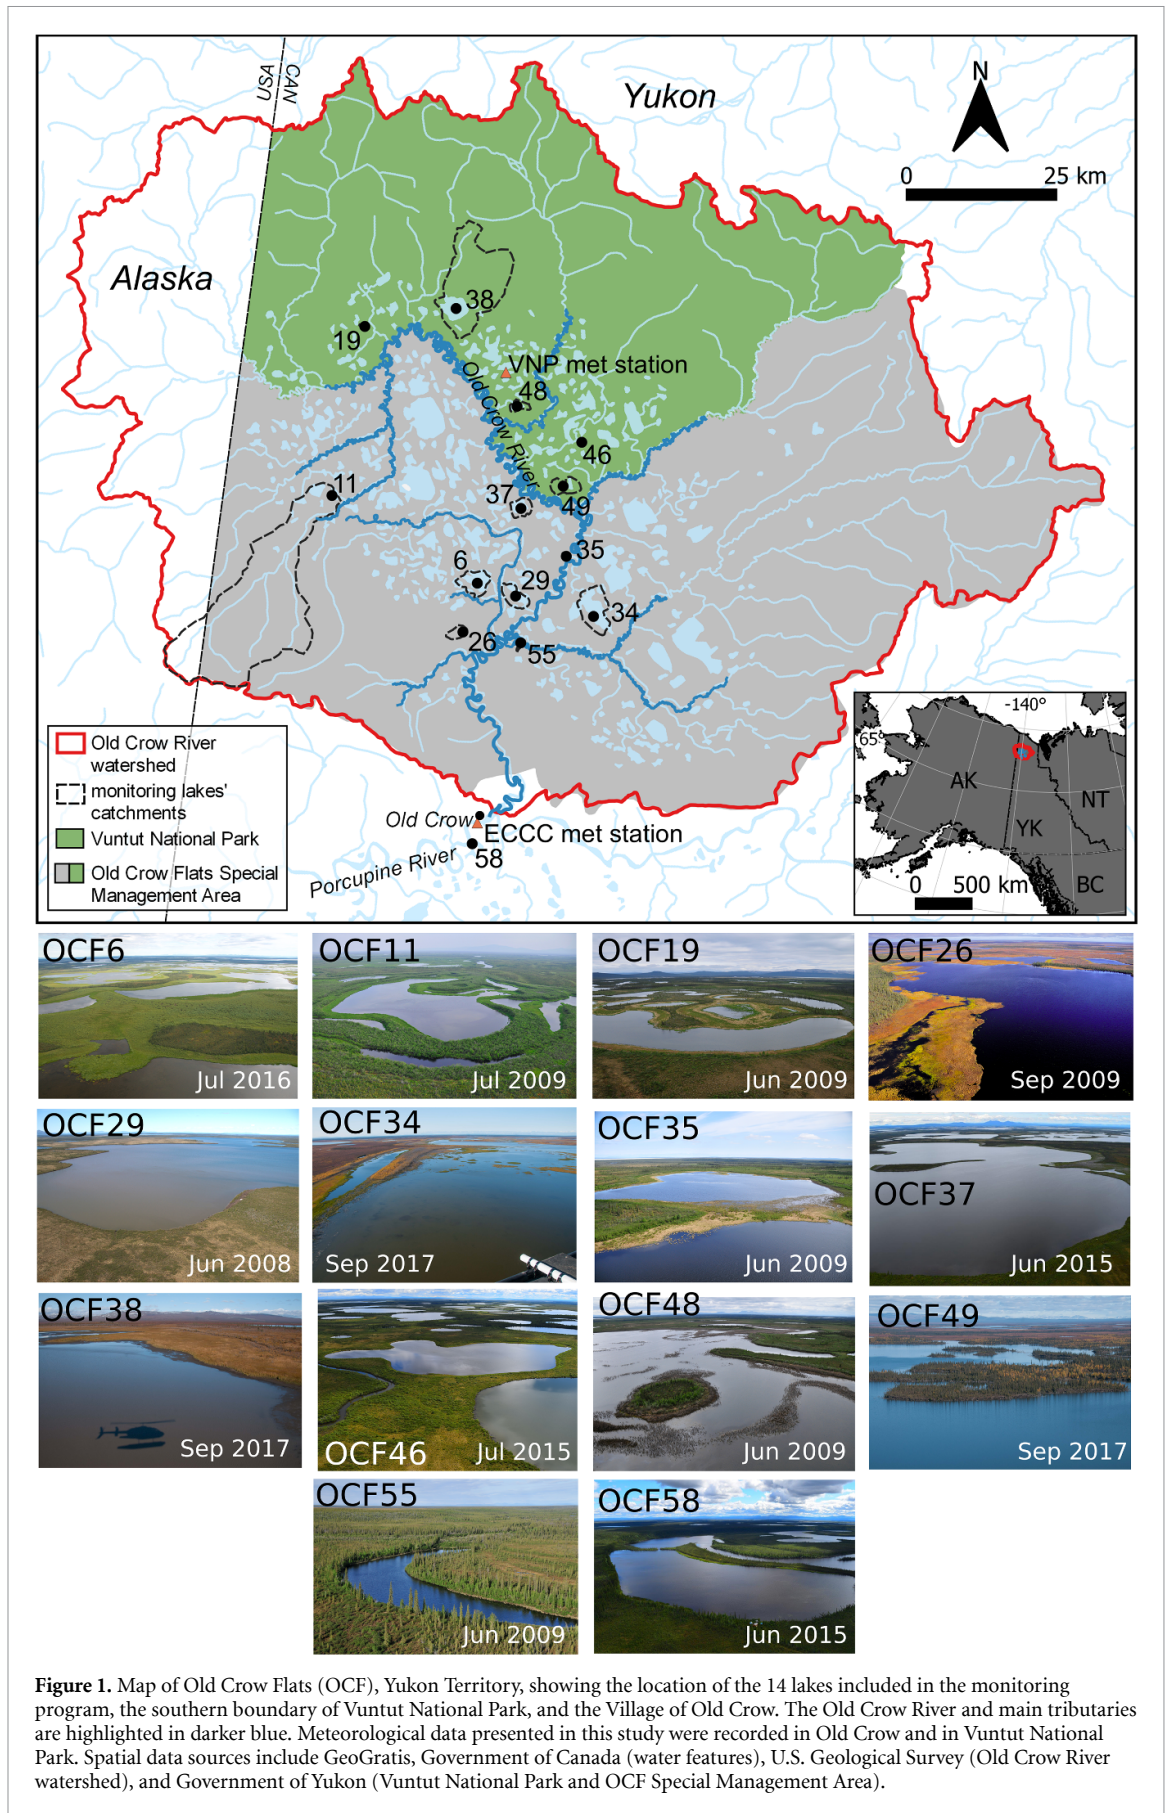 USA
CAN
Yukon
N
0 25 km
Alaska
38
19
VNP met station
48
Old Crow River
46
11
37
49
35
6
29
34
26
55
Old Crow River
watershed
monitoring lakes'
catchments
Vuntut National Park
Old Crow Flats Special
Management Area
Old Crow
ECCC met station
58
Porcupine River
-140°
65°
AK
NT
YK
BC
0 500 km
OCF6
Jul 2016
OCF11
Jul 2009
OCF19
Jun 2009
OCF26
Sep 2009
OCF29
Jun 2008
OCF34
Sep 2017
OCF35
Jun 2009
OCF37
Jun 2015
OCF38
Sep 2017
OCF46
Jul 2015
OCF48
Jun 2009
OCF49
Sep 2017
OCF55
Jun 2009
OCF58
Jun 2015
Figure 1. Map of Old Crow Flats (OCF), Yukon Territory, showing the location of the 14 lakes included in the monitoring
program, the southern boundary of Vuntut National Park, and the Village of Old Crow. The Old Crow River and main tributaries
are highlighted in darker blue. Meteorological data presented in this study were recorded in Old Crow and in Vuntut National
Park. Spatial data sources include GeoGratis, Government of Canada (water features), U.S. Geological Survey (Old Crow River
watershed), and Government of Yukon (Vuntut National Park and OCF Special Management Area).